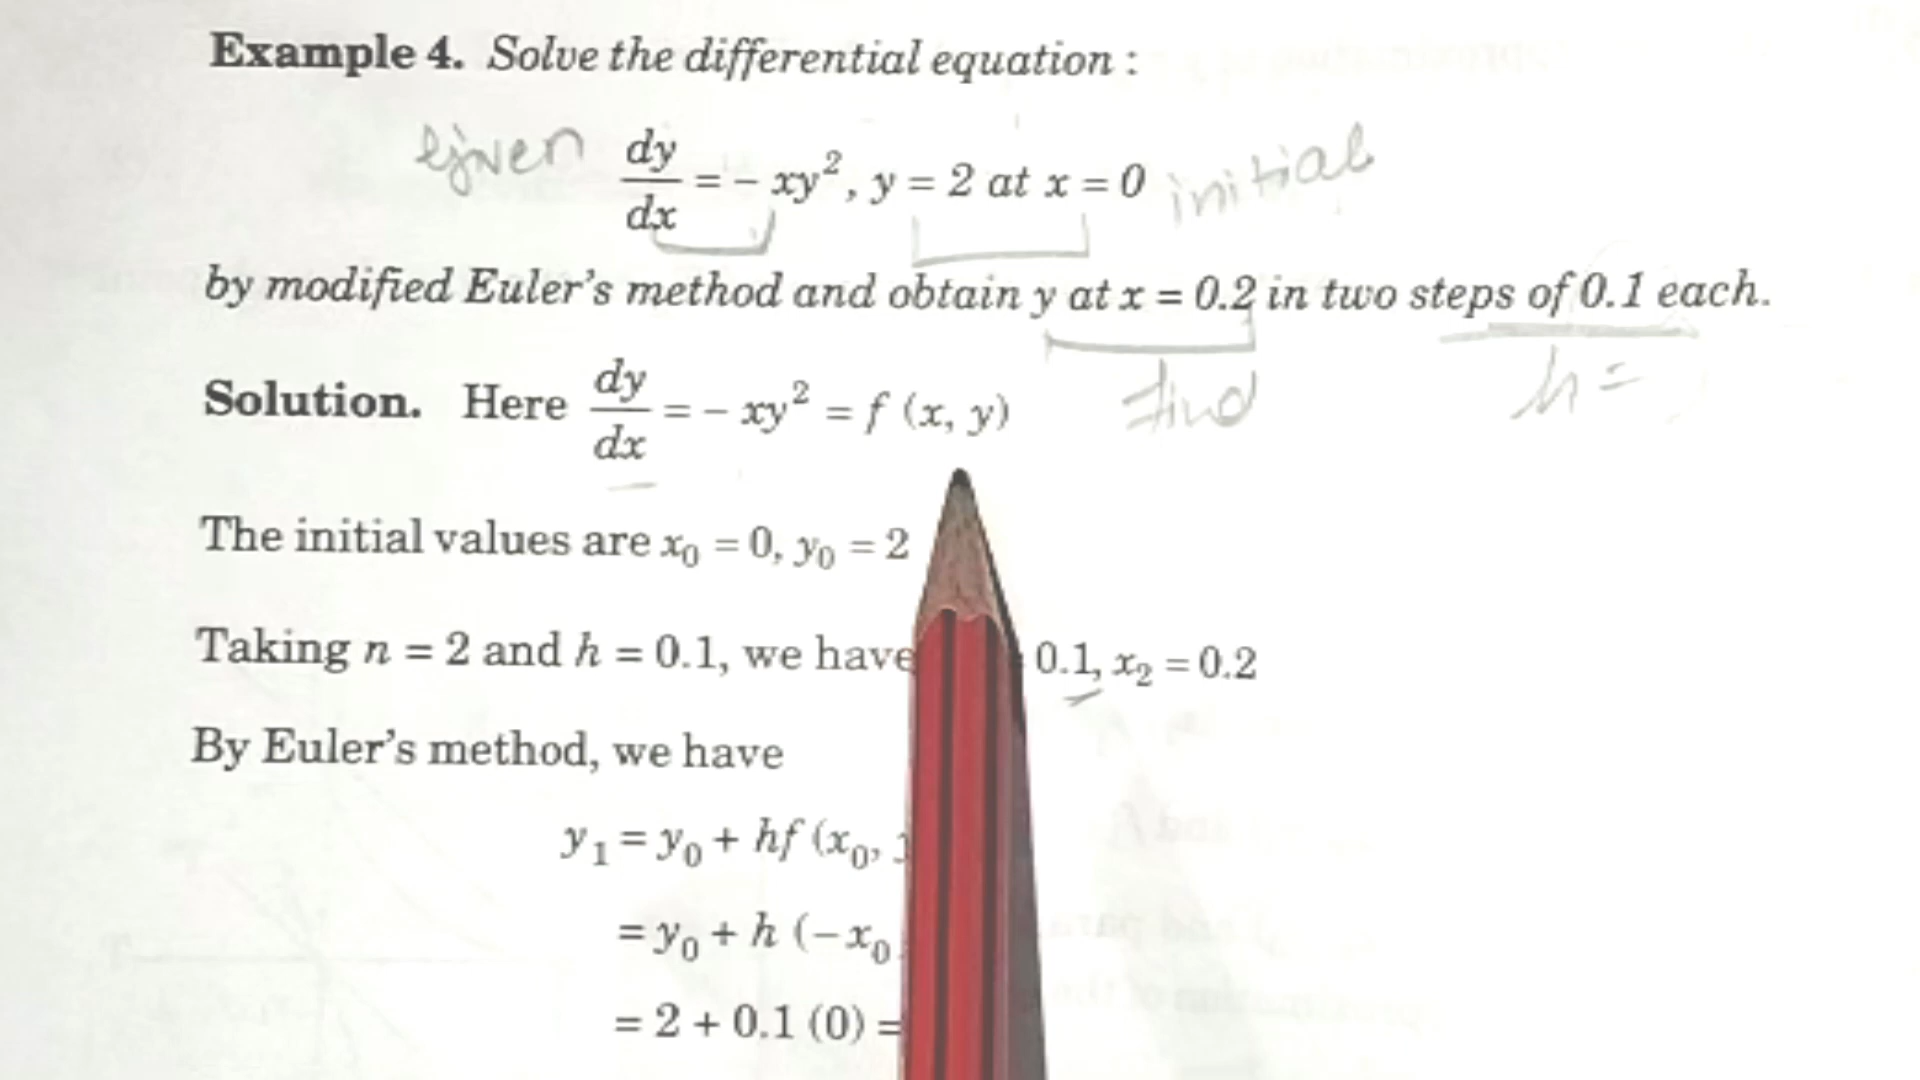 Example 4. Solve the differential equation :
given dy/dx = – xy², y = 2 at x = 0 initial
by modified Euler's method and obtain y at x = 0.2 in two steps of 0.1 each.
find h =
Solution. Here dy/dx = – xy² = f (x, y)
The initial values are x₀ = 0, y₀ = 2
Taking n = 2 and h = 0.1, we have 0.1, x₂ = 0.2
By Euler's method, we have
y₁ = y₀ + hf (x₀,
= y₀ + h (–x₀
= 2 + 0.1 (0) =